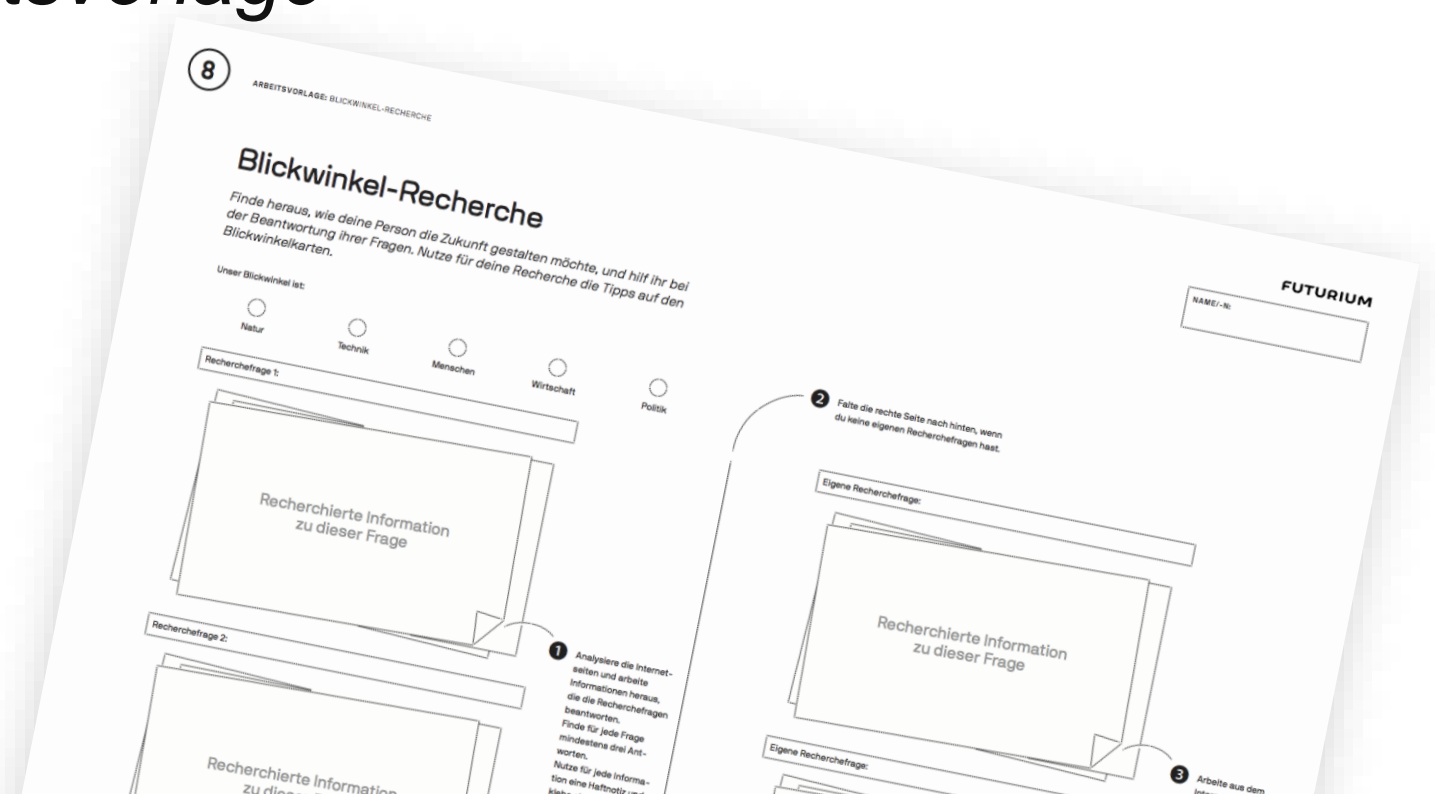 8
ARBEITSVORLAGE: BLICKWINKEL-RECHERCHE
Blickwinkel-Recherche
Finde heraus, wie deine Person die Zukunft gestalten möchte, und hilf ihr bei
der Beantwortung ihrer Fragen. Nutze für deine Recherche die Tipps auf den
Blickwinkelkarten.
FUTURIUM
NAME/-N:
Unser Blickwinkel ist:
Natur
Technik
Menschen
Wirtschaft
Politik
Recherchefrage 1:
Recherchierte Information
zu dieser Frage
1
Analysiere die Internet-
seiten und arbeite
Informationen heraus,
die die Recherchefragen
beantworten.
Finde für jede Frage
mindestens drei Ant-
worten.
Nutze für jede Informa-
tion eine Haftnotiz und
Recherchefrage 2:
Recherchierte Information
2
Falte die rechte Seite nach hinten, wenn
du keine eigenen Recherchefragen hast.
Eigene Recherchefrage:
Recherchierte Information
zu dieser Frage
3
Arbeite aus dem
Eigene Recherchefrage: